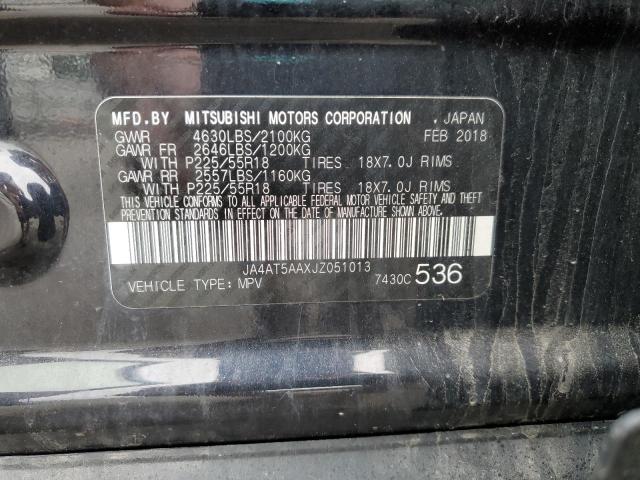 MFD.BY MITSUBISHI MOTORS CORPORATION . JAPAN
GVWR 4630LBS/2100KG FEB 2018
GAWR FR 2646LBS/1200KG
WITH P225/55R18 TIRES 18X7.0J RIMS
GAWR RR 2557LBS/1160KG
WITH P225/55R18 TIRES 18X7.0J RIMS
THIS VEHICLE CONFORMS TO ALL APPLICABLE FEDERAL MOTOR VEHICLE SAFETY AND THEFT
PREVENTION STANDARDS IN EFFECT ON THE DATE OF MANUFACTURE SHOWN ABOVE.
JA4AT5AAXJZ051013
VEHICLE TYPE: MPV 7430C 536